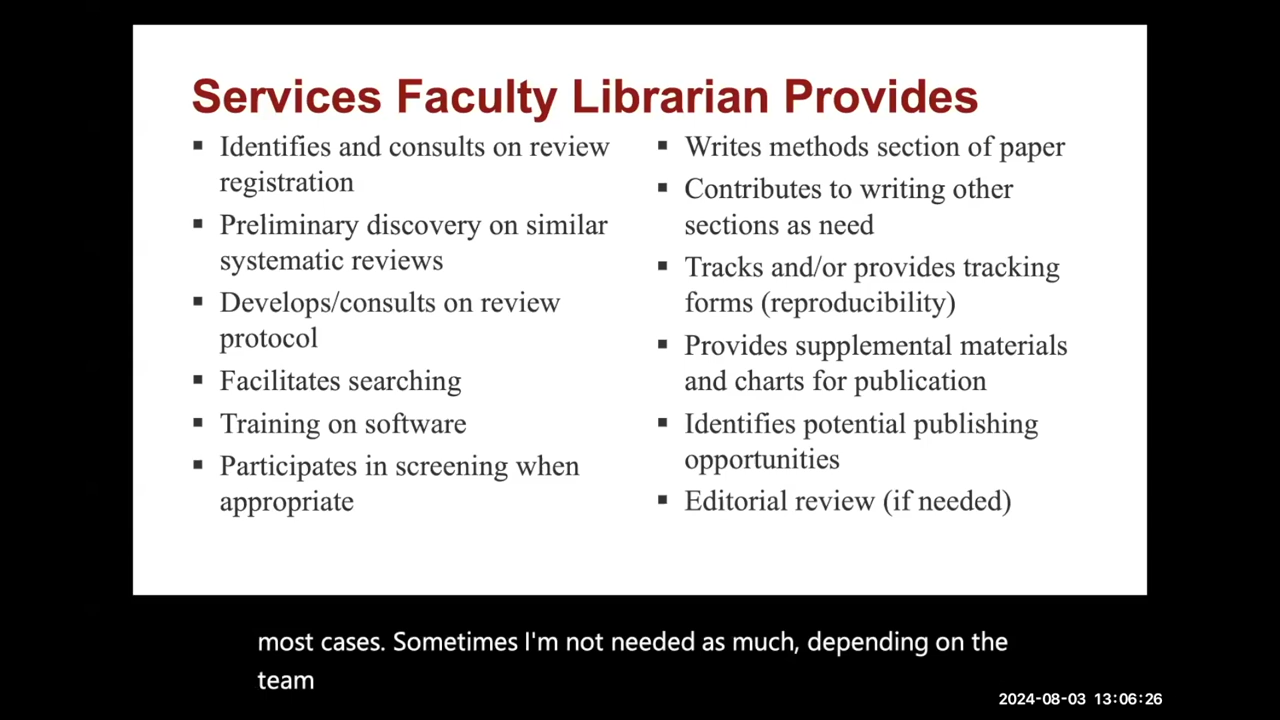 Services Faculty Librarian Provides
▪ Identifies and consults on review
registration
▪ Preliminary discovery on similar
systematic reviews
▪ Develops/consults on review
protocol
▪ Facilitates searching
▪ Training on software
▪ Participates in screening when
appropriate
▪ Writes methods section of paper
▪ Contributes to writing other
sections as need
▪ Tracks and/or provides tracking
forms (reproducibility)
▪ Provides supplemental materials
and charts for publication
▪ Identifies potential publishing
opportunities
▪ Editorial review (if needed)
most cases. Sometimes I'm not needed as much, depending on the
team
2024-08-03 13:06:26